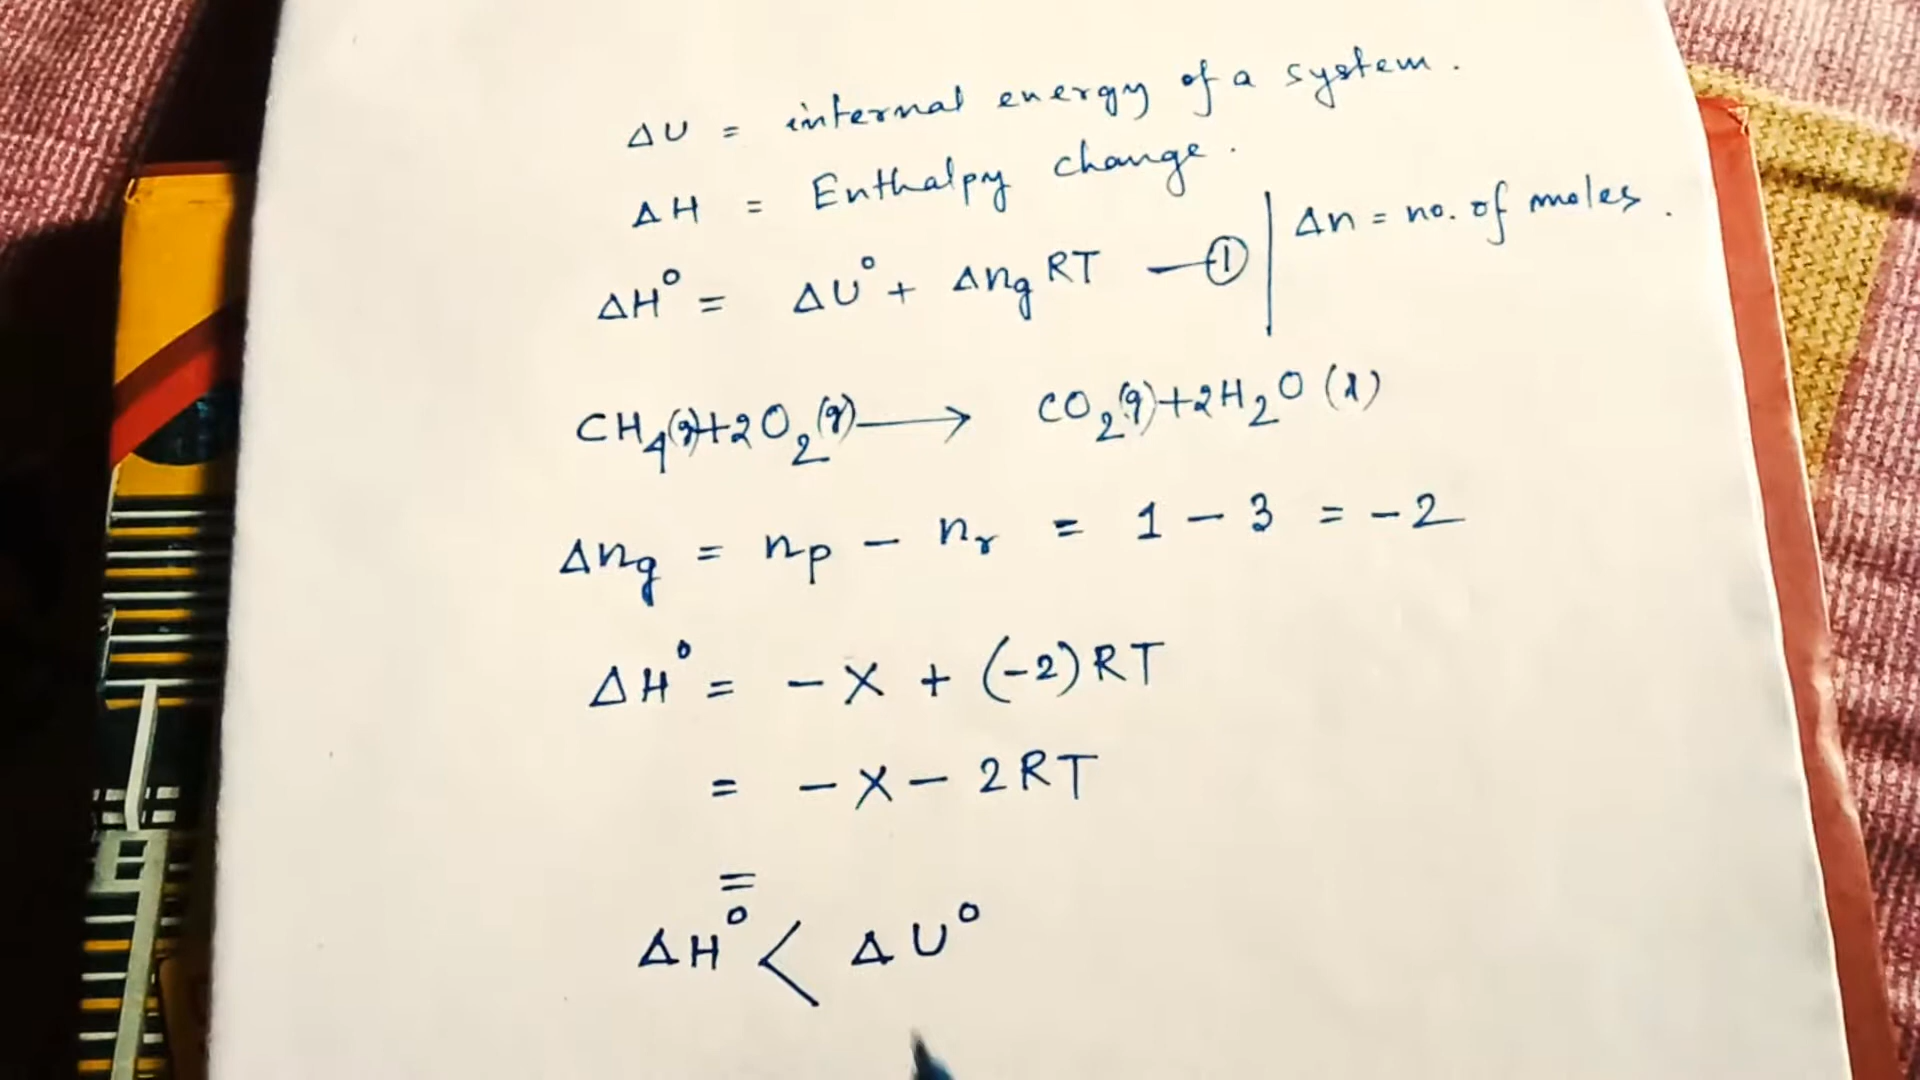 ΔU = internal energy of a system.
ΔH = Enthalpy change.
ΔH° = ΔU° + Δng RT —① | Δn = no. of moles.
CH4(g)+2O2(g) ⟶ CO2(g)+2H2O (l)
Δng = np − nr = 1 − 3 = −2
ΔH° = −X + (−2)RT
= −X − 2RT
=
ΔH° < ΔU°